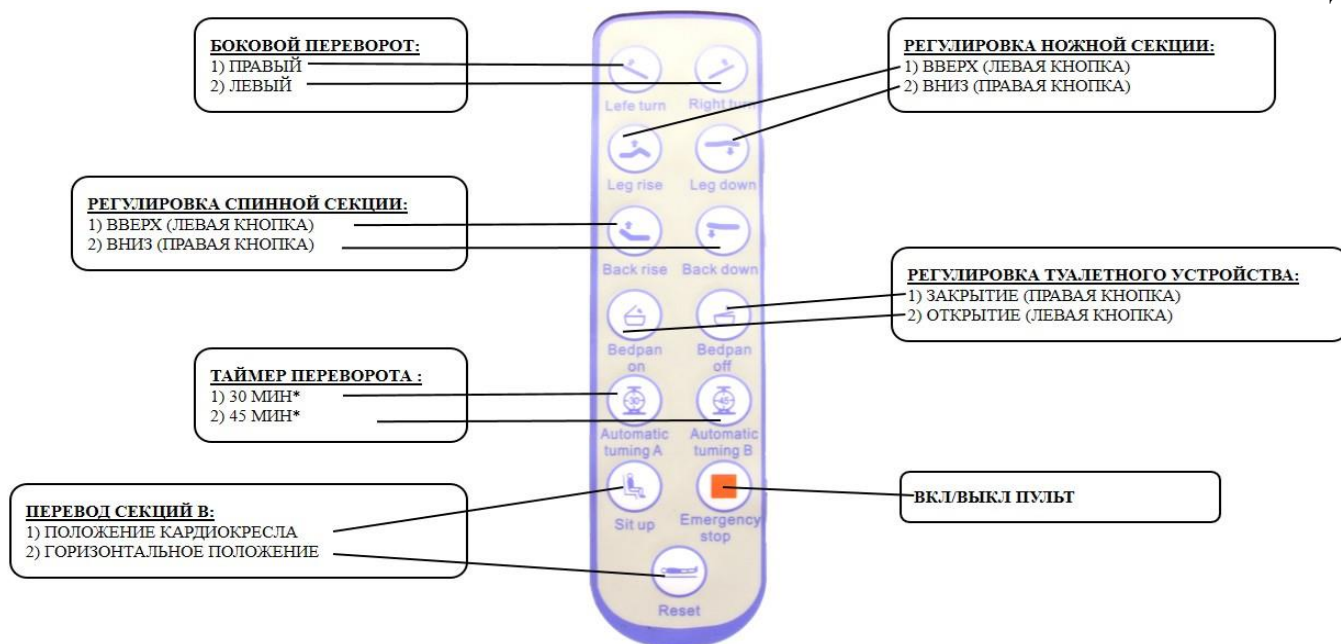 БОКОВОЙ ПЕРЕВОРОТ:
1) ПРАВЫЙ
2) ЛЕВЫЙ
РЕГУЛИРОВКА НОЖНОЙ СЕКЦИИ:
1) ВВЕРХ (ЛЕВАЯ КНОПКА)
2) ВНИЗ (ПРАВАЯ КНОПКА)
Lefe turn Right turn
Leg rise Leg down
РЕГУЛИРОВКА СПИННОЙ СЕКЦИИ:
1) ВВЕРХ (ЛЕВАЯ КНОПКА)
2) ВНИЗ (ПРАВАЯ КНОПКА)
Back rise Back down
РЕГУЛИРОВКА ТУАЛЕТНОГО УСТРОЙСТВА:
1) ЗАКРЫТИЕ (ПРАВАЯ КНОПКА)
2) ОТКРЫТИЕ (ЛЕВАЯ КНОПКА)
Bedpan Bedpan
on off
ТАЙМЕР ПЕРЕВОРОТА :
1) 30 МИН*
2) 45 МИН*
30 45
Automatic Automatic
tuming A tuming B
ПЕРЕВОД СЕКЦИЙ В:
1) ПОЛОЖЕНИЕ КАРДИОКРЕСЛА
2) ГОРИЗОНТАЛЬНОЕ ПОЛОЖЕНИЕ
ВКЛ/ВЫКЛ ПУЛЬТ
Sit up Emergency
stop
Reset